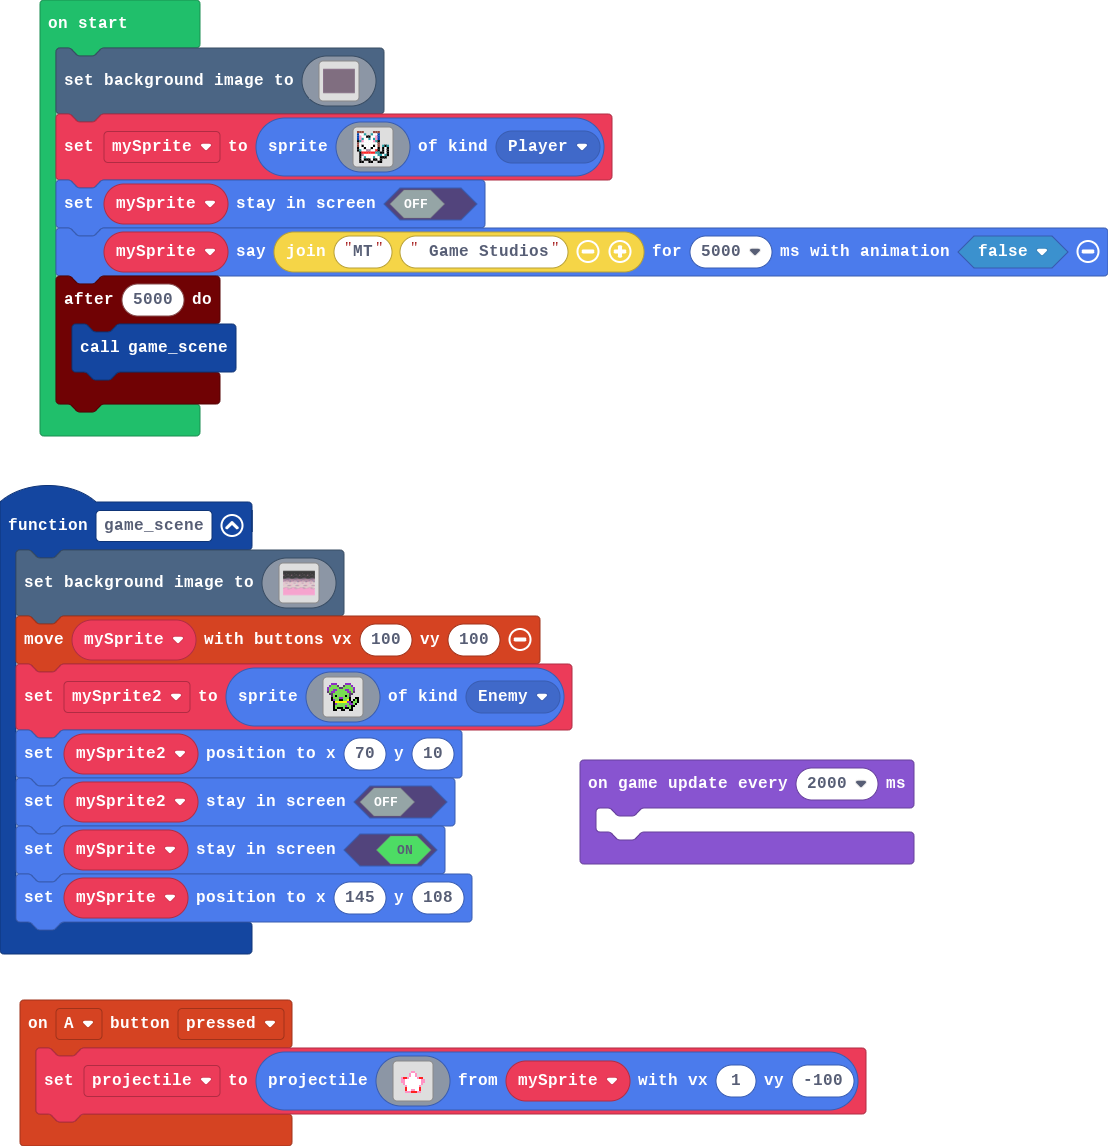 on start
set background image to
set mySprite to sprite of kind Player
set mySprite stay in screen OFF
mySprite say join "MT" " Game Studios" for 5000 ms with animation false
after 5000 do
call game_scene
function game_scene
set background image to
move mySprite with buttons vx 100 vy 100
set mySprite2 to sprite of kind Enemy
set mySprite2 position to x 70 y 10
on game update every 2000 ms
set mySprite2 stay in screen OFF
set mySprite stay in screen ON
set mySprite position to x 145 y 108
on A button pressed
set projectile to projectile from mySprite with vx 1 vy -100